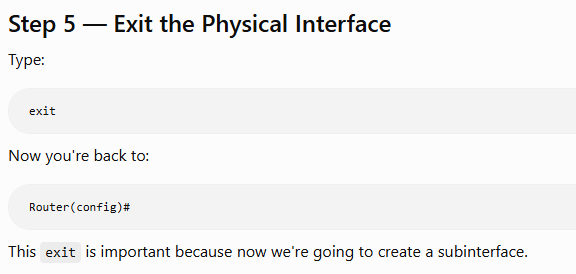 Step 5 — Exit the Physical Interface
Type:
exit
Now you're back to:
Router(config)#
This exit is important because now we're going to create a subinterface.